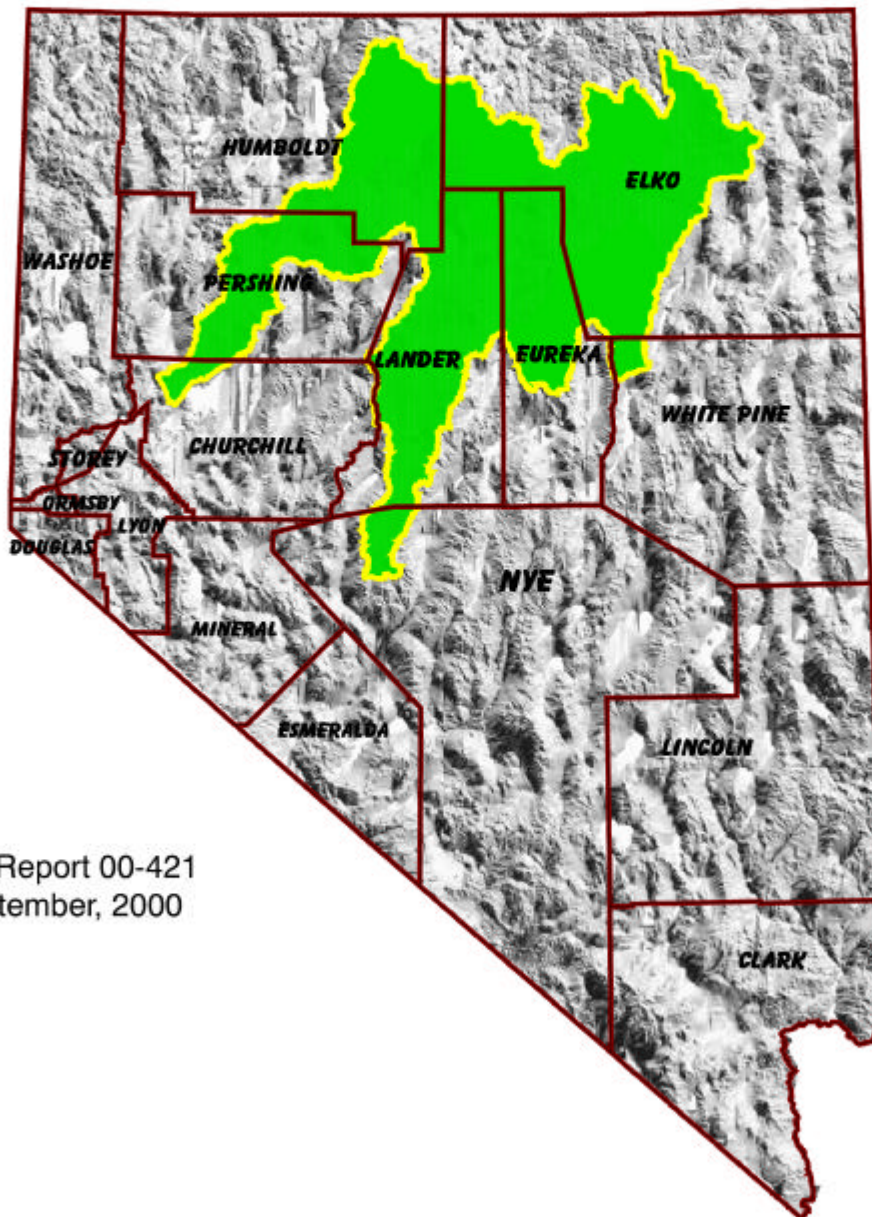 HUMBOLDT
ELKO
WASHOE
PERSHING
LANDER
EUREKA
WHITE PINE
CHURCHILL
STOREY
ORMSBY
LYON
DOUGLAS
NYE
MINERAL
ESMERALDA
LINCOLN
Report 00-421
tember, 2000
CLARK